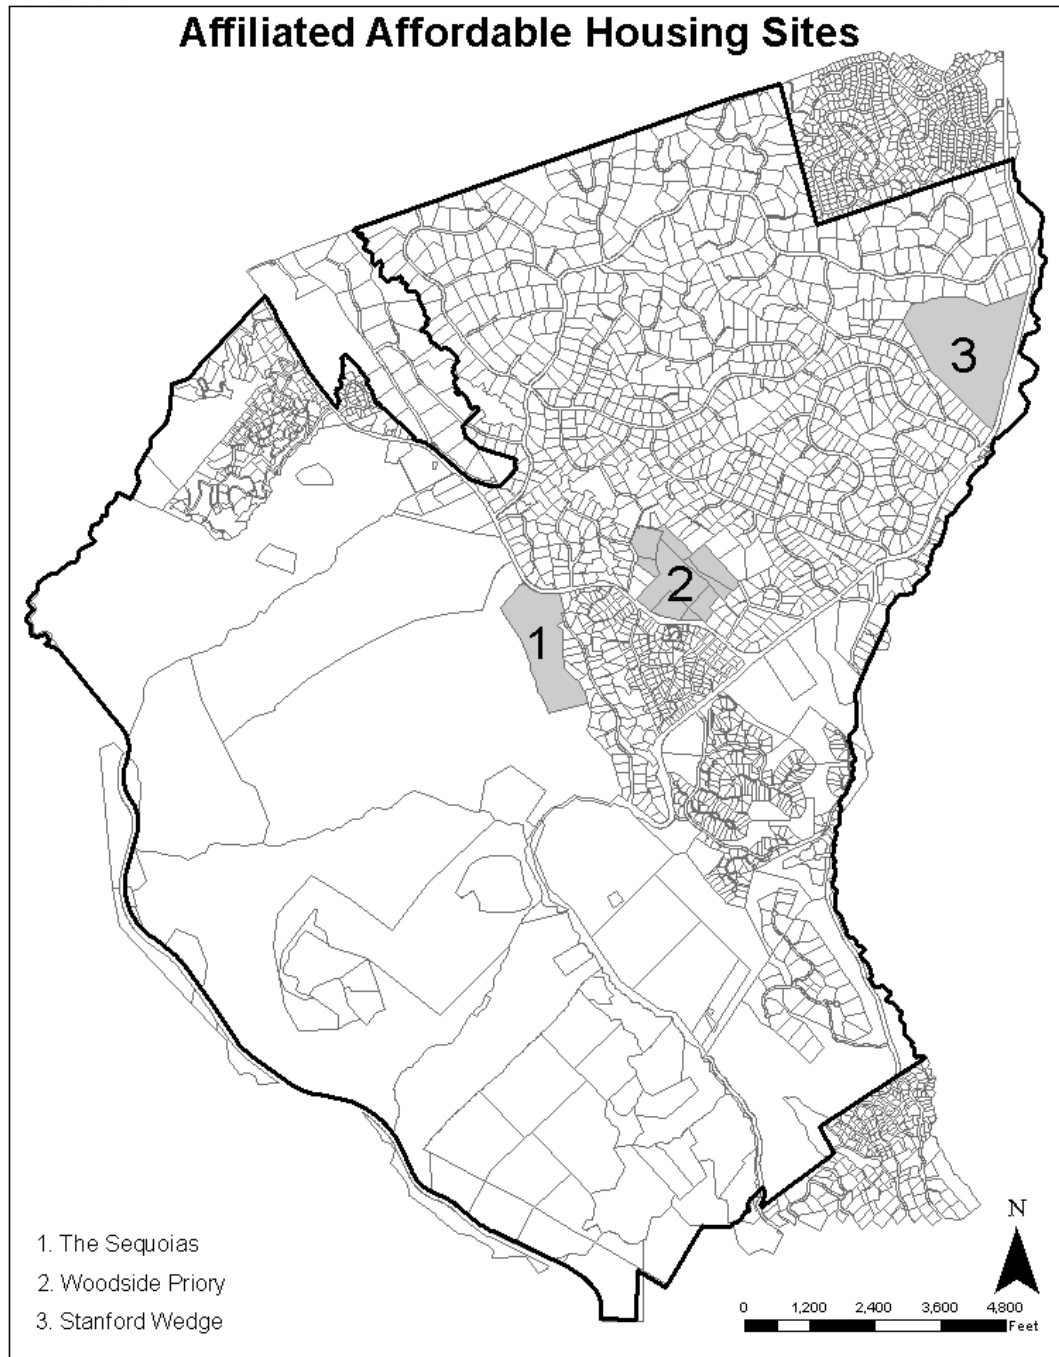 Affiliated Affordable Housing Sites
3
2
1
N
1. The Sequoias
2. Woodside Priory
3. Stanford Wedge
0 1,200 2,400 3,600 4,800
Feet